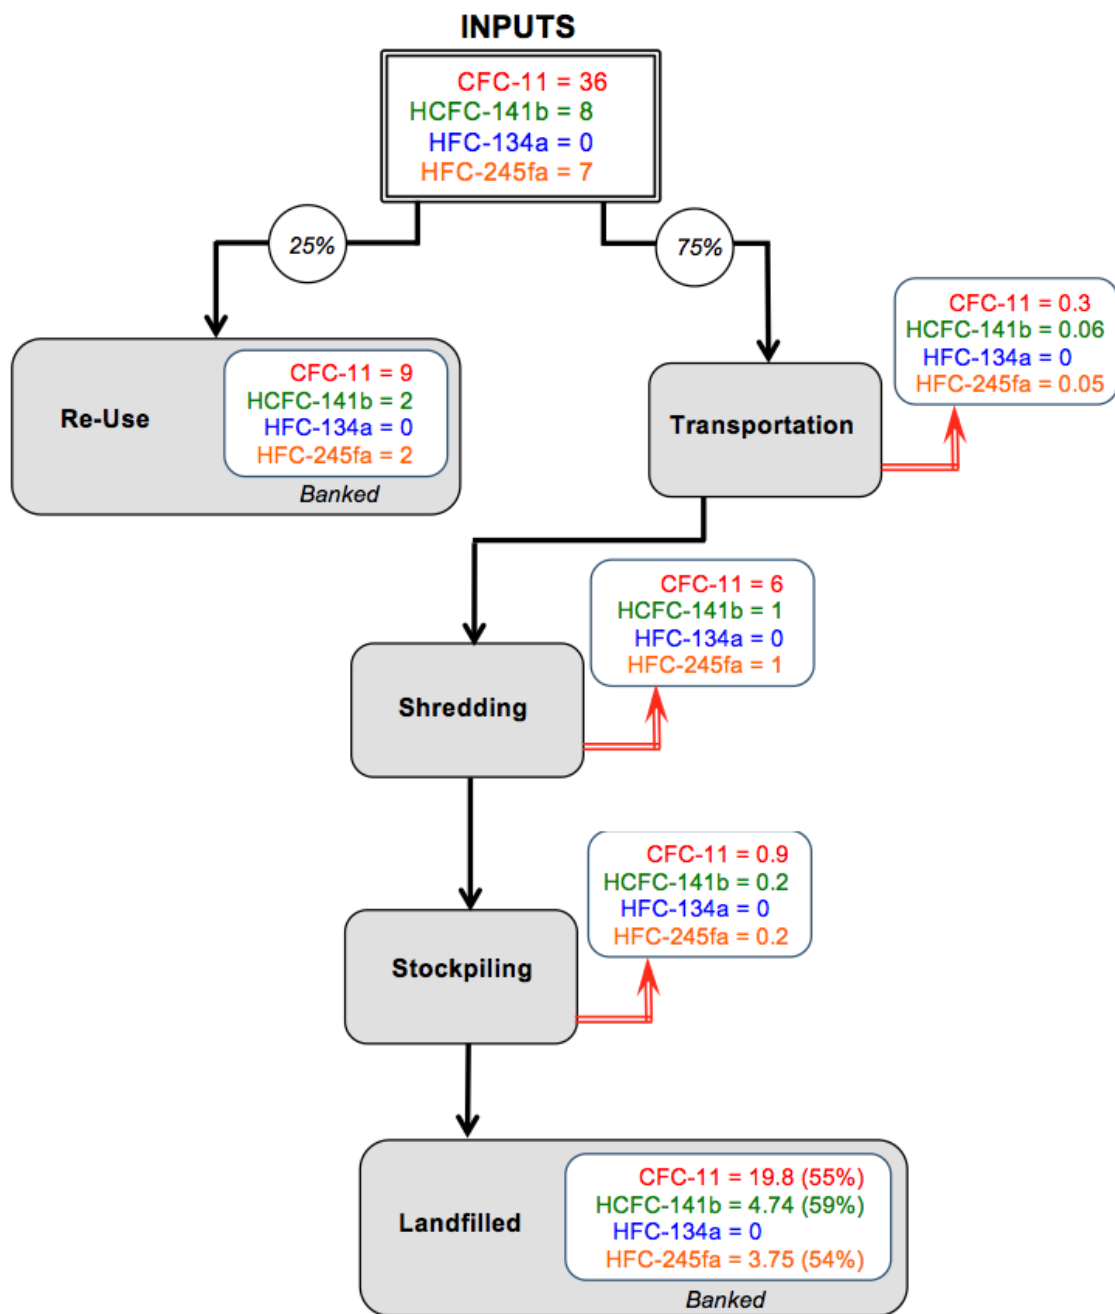 INPUTS
CFC-11 = 36
HCFC-141b = 8
HFC-134a = 0
HFC-245fa = 7
25%
75%
CFC-11 = 0.3
HCFC-141b = 0.06
HFC-134a = 0
HFC-245fa = 0.05
Re-Use
CFC-11 = 9
HCFC-141b = 2
HFC-134a = 0
HFC-245fa = 2
Banked
Transportation
CFC-11 = 6
HCFC-141b = 1
HFC-134a = 0
HFC-245fa = 1
Shredding
CFC-11 = 0.9
HCFC-141b = 0.2
HFC-134a = 0
HFC-245fa = 0.2
Stockpiling
Landfilled
CFC-11 = 19.8 (55%)
HCFC-141b = 4.74 (59%)
HFC-134a = 0
HFC-245fa = 3.75 (54%)
Banked